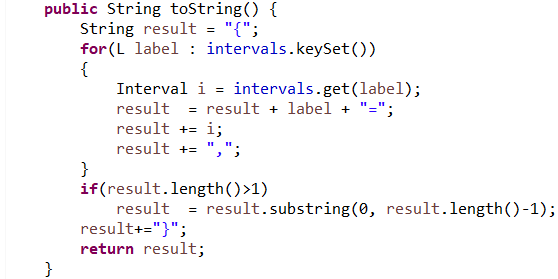 public String toString() {
    String result = "{";
    for(L label : intervals.keySet())
    {
        Interval i = intervals.get(label);
        result  = result + label + "=";
        result += i;
        result += ",";
    }
    if(result.length()>1)
        result  = result.substring(0, result.length()-1);
    result+="}";
    return result;
}